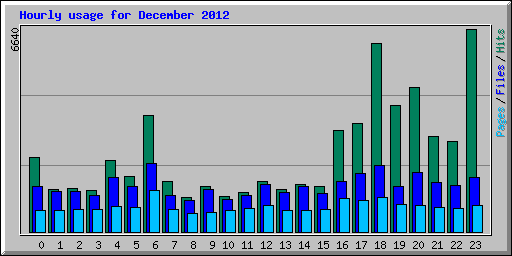 Hourly usage for December 2012
6640
Pages / Files / Hits
0 1 2 3 4 5 6 7 8 9 10 11 12 13 14 15 16 17 18 19 20 21 22 23